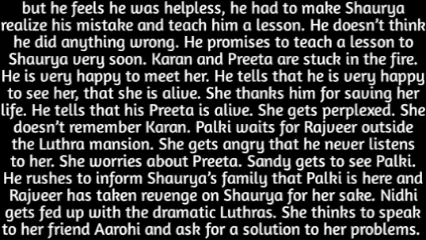 but he feels he was helpless, he had to make Shaurya
realize his mistake and teach him a lesson. He doesn't think
he did anything wrong. He promises to teach a lesson to
Shaurya very soon. Karan and Preeta are stuck in the fire.
He is very happy to meet her. He tells that he is very happy
to see her, that she is alive. She thanks him for saving her
life. He tells that his Preeta is alive. She gets perplexed. She
doesn't remember Karan. Palki waits for Rajveer outside
the Luthra mansion. She gets angry that he never listens
to her. She worries about Preeta. Sandy gets to see Palki.
He rushes to inform Shaurya's family that Palki is here and
Rajveer has taken revenge on Shaurya for her sake. Nidhi
gets fed up with the dramatic Luthras. She thinks to speak
to her friend Aarohi and ask for a solution to her problems.